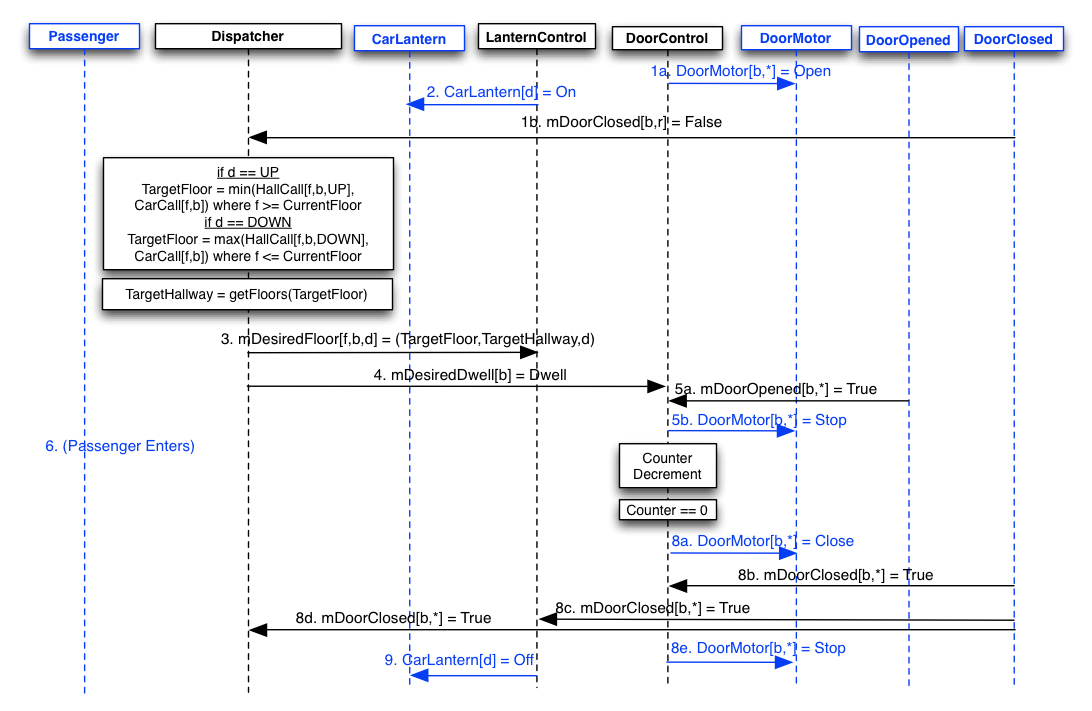 Passenger
Dispatcher
CarLantern
LanternControl
DoorControl
DoorMotor
DoorOpened
DoorClosed
1a. DoorMotor[b,*] = Open
2. CarLantern[d] = On
1b. mDoorClosed[b,r] = False
if d == UP
TargetFloor = min(HallCall[f,b,UP],
CarCall[f,b]) where f >= CurrentFloor
if d == DOWN
TargetFloor = max(HallCall[f,b,DOWN],
CarCall[f,b]) where f <= CurrentFloor
TargetHallway = getFloors(TargetFloor)
3. mDesiredFloor[f,b,d] = (TargetFloor,TargetHallway,d)
4. mDesiredDwell[b] = Dwell
5a. mDoorOpened[b,*] = True
5b. DoorMotor[b,*] = Stop
6. (Passenger Enters)
Counter
Decrement
Counter == 0
8a. DoorMotor[b,*] = Close
8b. mDoorClosed[b,*] = True
8c. mDoorClosed[b,*] = True
8d. mDoorClosed[b,*] = True
8e. DoorMotor[b,*] = Stop
9. CarLantern[d] = Off